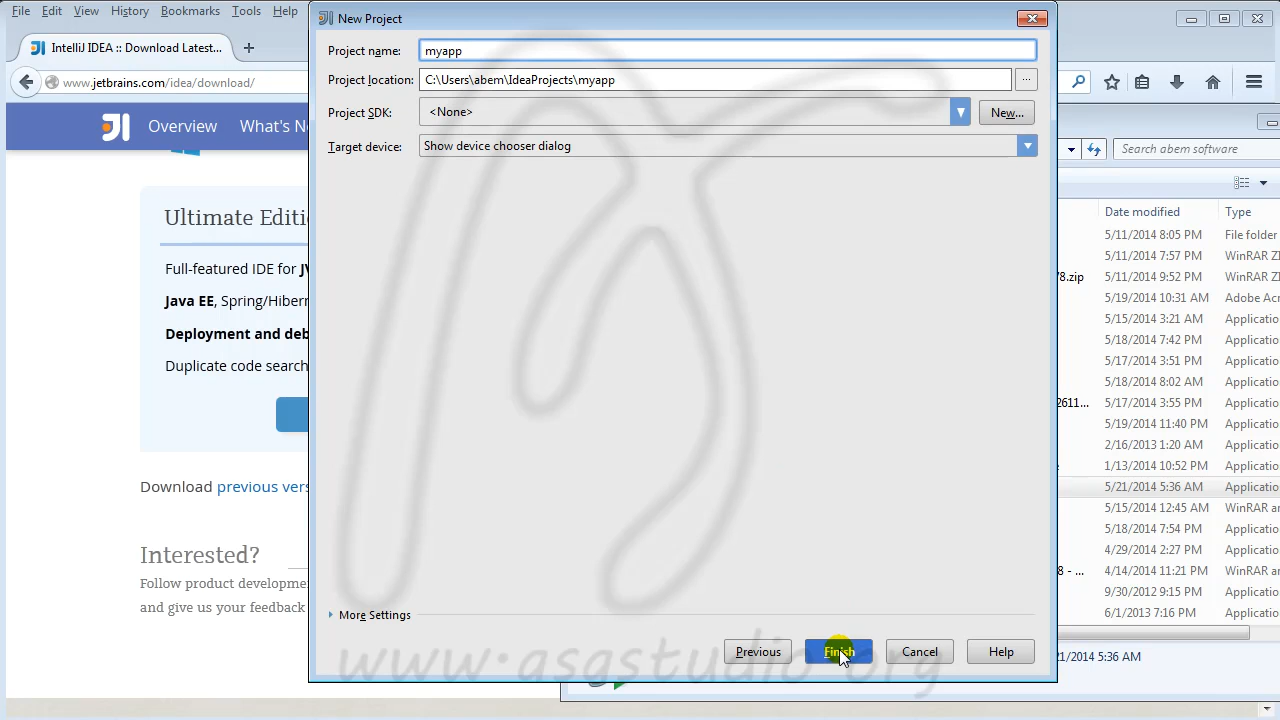 File Edit View History Bookmarks Tools Help
New Project
IntelliJ IDEA :: Download Latest...
www.jetbrains.com/idea/download/
Project name: myapp
Project location: C:\Users\abem\IdeaProjects\myapp ...
Project SDK: <None> New...
Target device: Show device chooser dialog
Overview What's Ne
Search abem software
Ultimate Editi
Full-featured IDE for JV
Java EE, Spring/Hibern
Deployment and deb
Duplicate code search
Download previous vers
Interested?
Follow product developme
and give us your feedback
Date modified Type
5/11/2014 8:05 PM File folder
5/11/2014 7:57 PM WinRAR ZI
78.zip 5/11/2014 9:52 PM WinRAR ZI
5/19/2014 10:31 AM Adobe Acr
5/15/2014 3:21 AM Applicatio
5/18/2014 7:42 PM Applicatio
5/17/2014 3:51 PM Applicatio
5/18/2014 8:02 AM Applicatio
2611... 5/17/2014 3:55 PM Applicatio
5/19/2014 11:40 PM Applicatio
2/16/2013 1:20 AM Applicatio
1/13/2014 10:52 PM Applicatio
5/21/2014 5:36 AM Applicatio
5/15/2014 12:45 AM WinRAR ar
5/18/2014 7:54 PM Applicatio
4/29/2014 2:27 PM Applicatio
8 - ... 4/14/2014 11:21 PM WinRAR ar
9/30/2012 9:15 PM Applicatio
6/1/2013 7:16 PM Applicatio
More Settings
Previous Finish Cancel Help
21/2014 5:36 AM
www.asgstudio.org